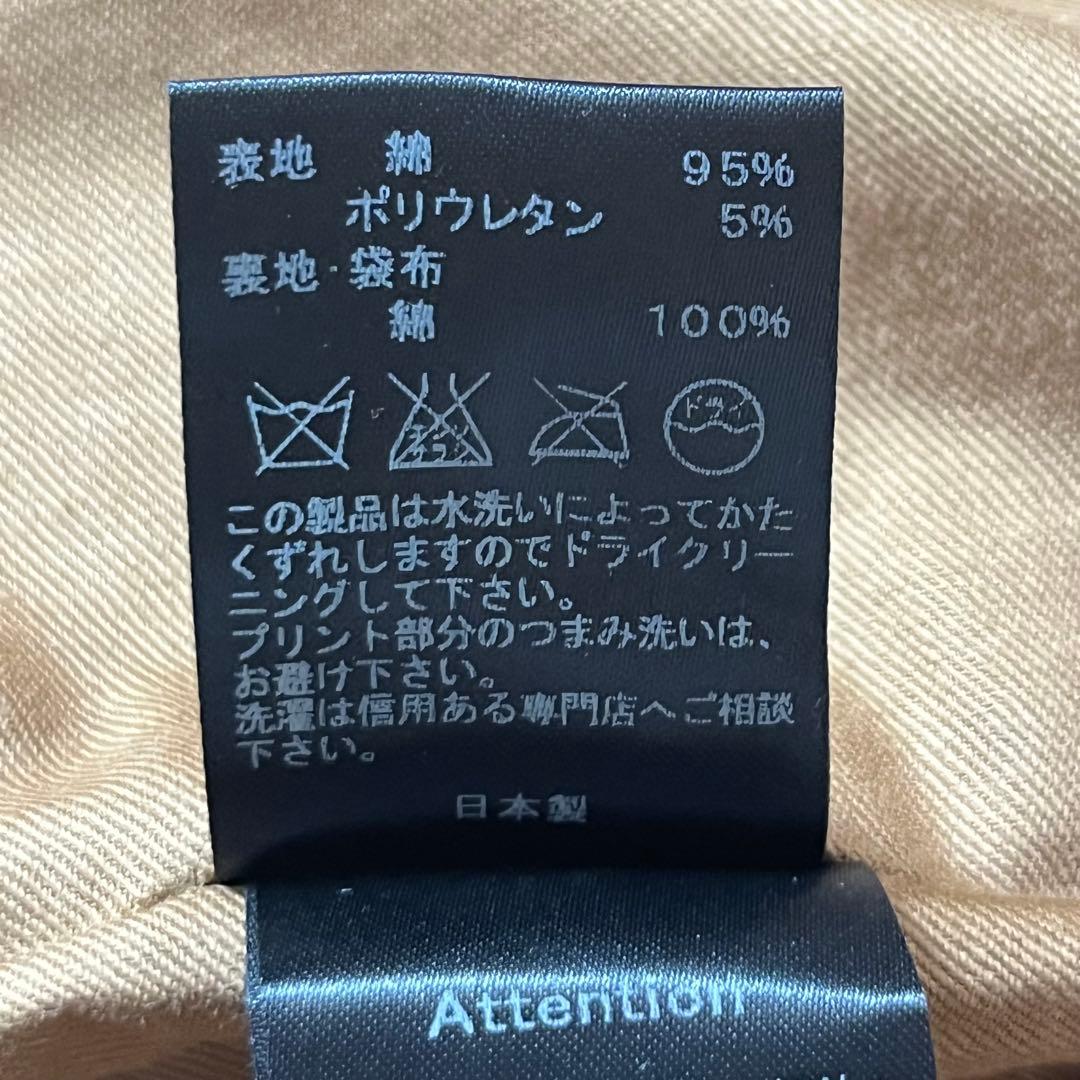 表地 綿 95%
ポリウレタン 5%
裏地・袋布
綿 100%
ドライ
この製品は水洗いによってかた
くずれしますのでドライクリー
ニングして下さい。
プリント部分のつまみ洗いは、
お避け下さい。
洗濯は信用ある専門店へご相談
下さい。
日本製
Attention